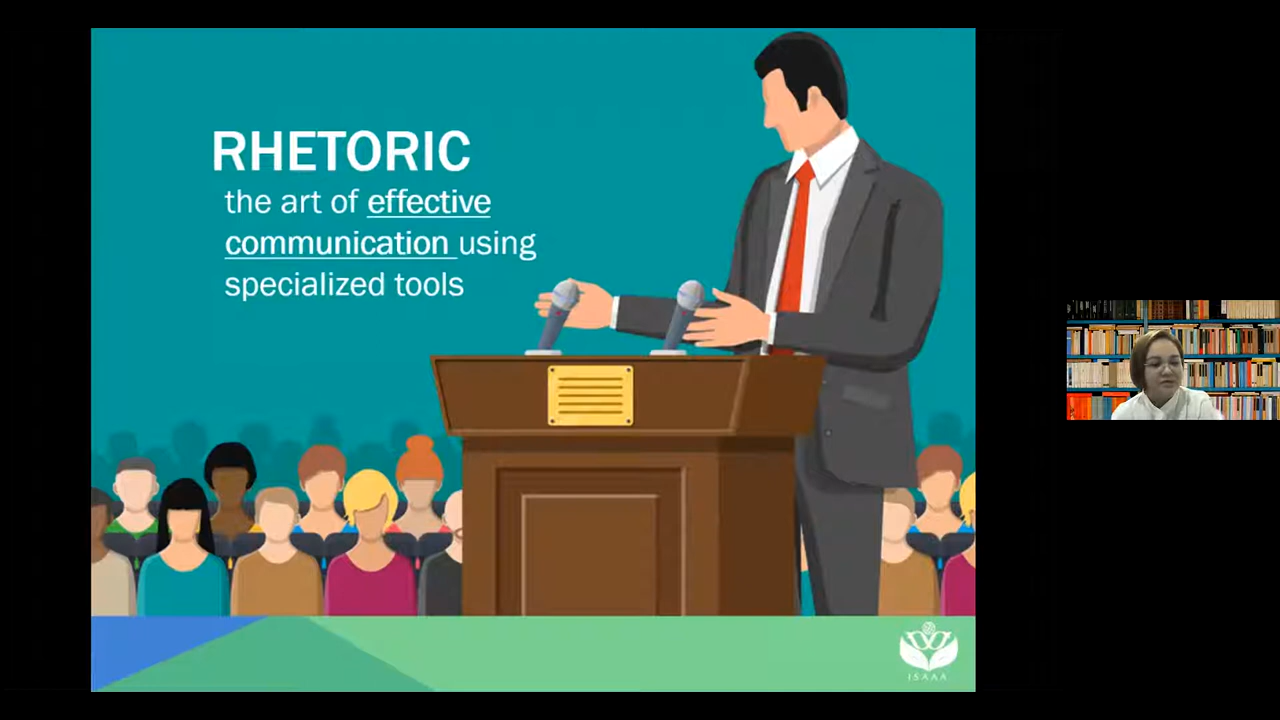 RHETORIC
the art of effective
communication using
specialized tools
ISAAA